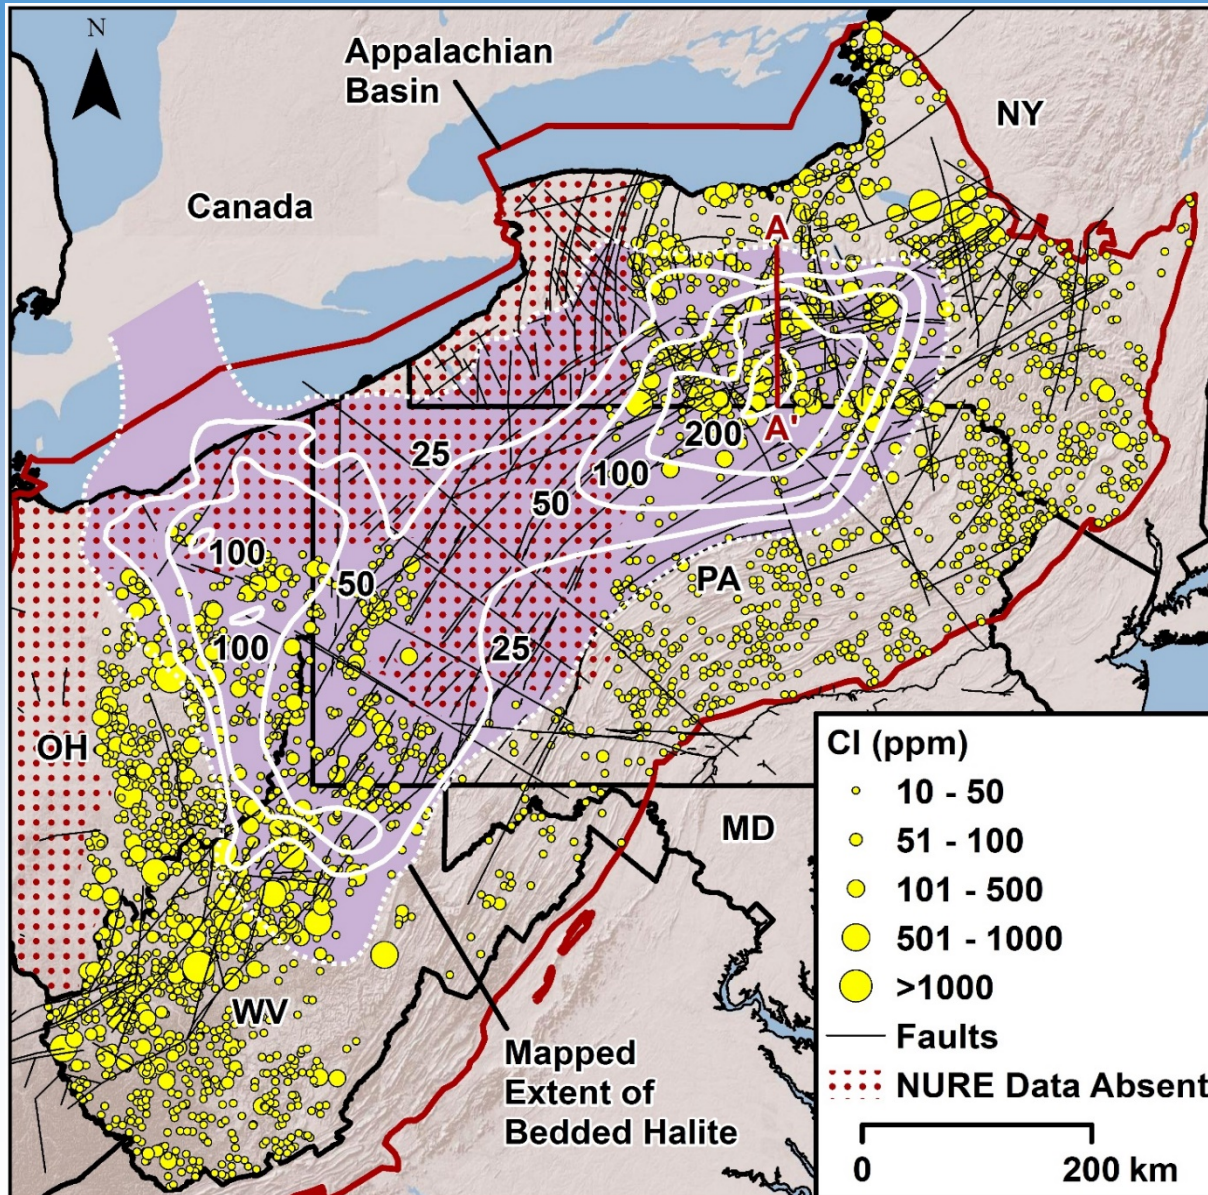 N
Appalachian
Basin
NY
Canada
A
A'
200
25
100
50
100
50
PA
100
25
OH
Cl (ppm)
10 - 50
51 - 100
101 - 500
501 - 1000
>1000
Faults
NURE Data Absent
0
200 km
MD
WV
Mapped
Extent of
Bedded Halite